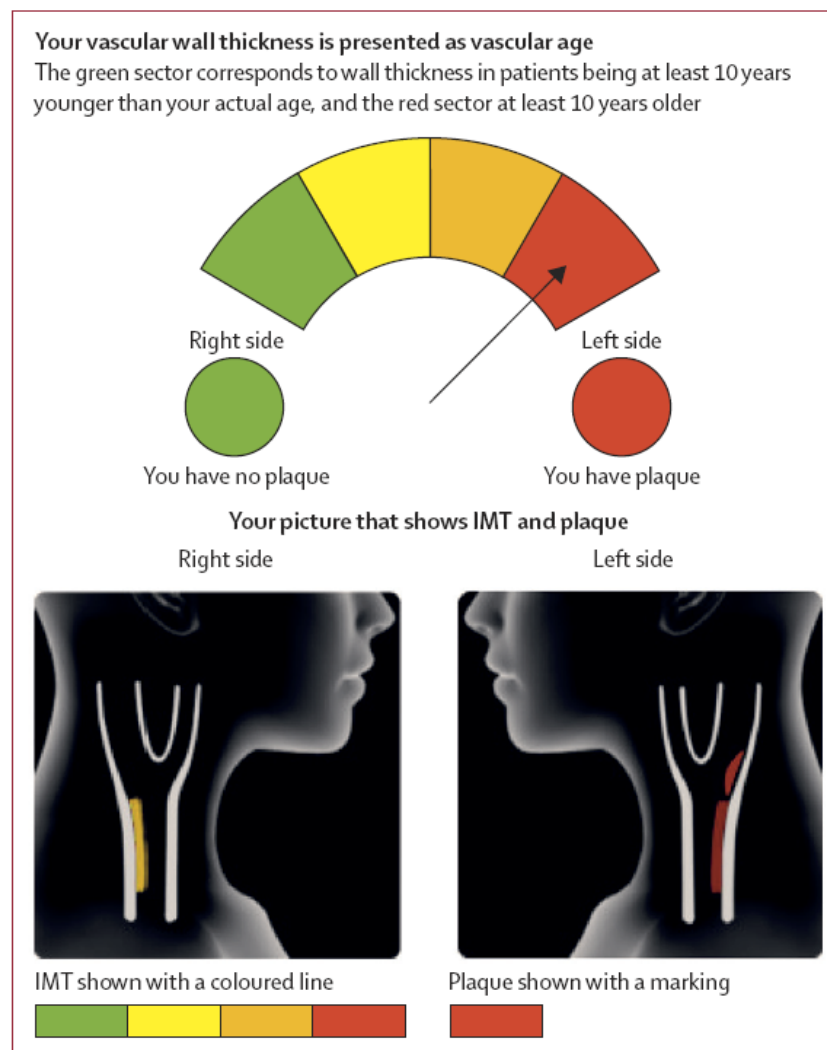 Your vascular wall thickness is presented as vascular age
The green sector corresponds to wall thickness in patients being at least 10 years
younger than your actual age, and the red sector at least 10 years older
Right side
Left side
You have no plaque
You have plaque
Your picture that shows IMT and plaque
Right side
Left side
IMT shown with a coloured line
Plaque shown with a marking